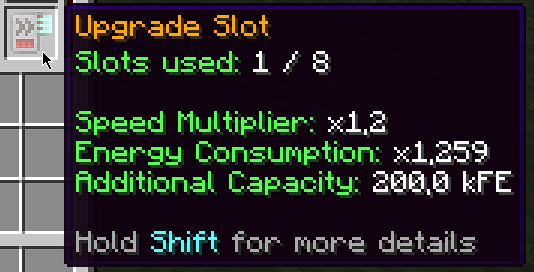 Upgrade Slot
Slots used: 1 / 8
Speed Multiplier: x1,2
Energy Consumption: x1,259
Additional Capacity: 200,0 kFE
Hold Shift for more details